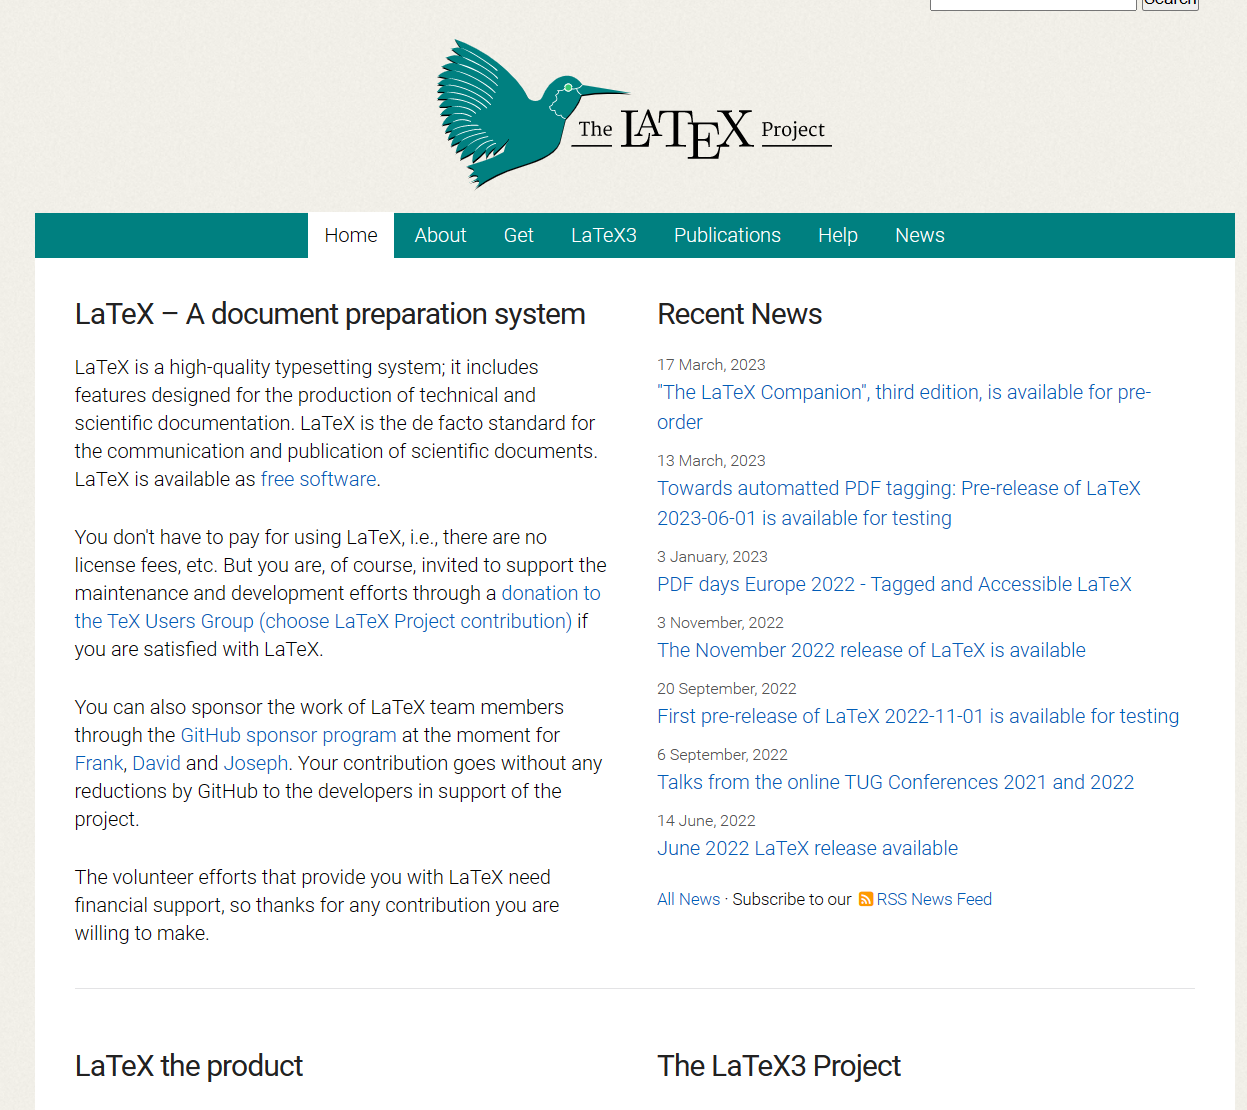 Search
The LATEX Project
Home About Get LaTeX3 Publications Help News
LaTeX – A document preparation system
LaTeX is a high-quality typesetting system; it includes
features designed for the production of technical and
scientific documentation. LaTeX is the de facto standard for
the communication and publication of scientific documents.
LaTeX is available as free software.
You don't have to pay for using LaTeX, i.e., there are no
license fees, etc. But you are, of course, invited to support the
maintenance and development efforts through a donation to
the TeX Users Group (choose LaTeX Project contribution) if
you are satisfied with LaTeX.
You can also sponsor the work of LaTeX team members
through the GitHub sponsor program at the moment for
Frank, David and Joseph. Your contribution goes without any
reductions by GitHub to the developers in support of the
project.
The volunteer efforts that provide you with LaTeX need
financial support, so thanks for any contribution you are
willing to make.
Recent News
17 March, 2023
"The LaTeX Companion", third edition, is available for pre-
order
13 March, 2023
Towards automatted PDF tagging: Pre-release of LaTeX
2023-06-01 is available for testing
3 January, 2023
PDF days Europe 2022 - Tagged and Accessible LaTeX
3 November, 2022
The November 2022 release of LaTeX is available
20 September, 2022
First pre-release of LaTeX 2022-11-01 is available for testing
6 September, 2022
Talks from the online TUG Conferences 2021 and 2022
14 June, 2022
June 2022 LaTeX release available
All News · Subscribe to our RSS News Feed
LaTeX the product
The LaTeX3 Project